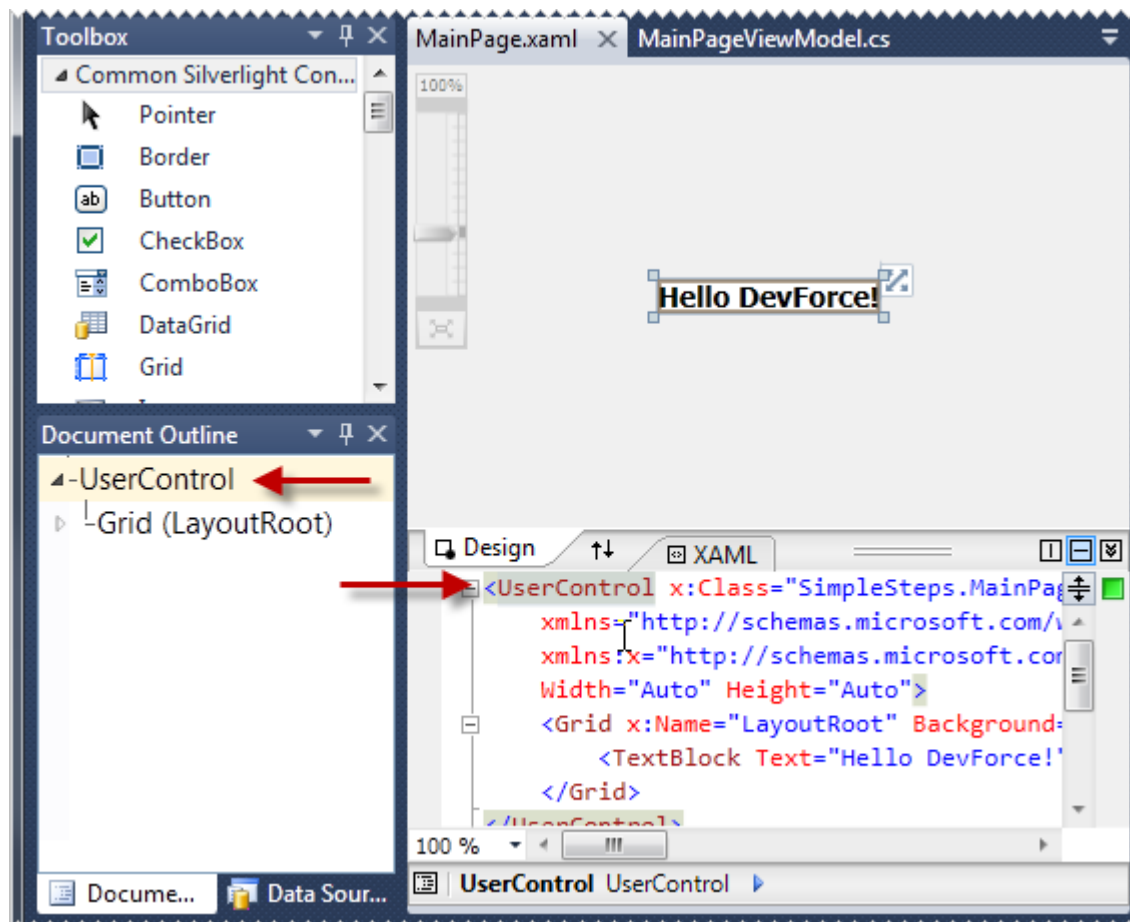 Toolbox
Common Silverlight Con...
Pointer
Border
ab Button
CheckBox
ComboBox
DataGrid
Grid
Document Outline
UserControl
Grid (LayoutRoot)
Docume...
Data Sour...
MainPage.xaml
MainPageViewModel.cs
100%
Hello DevForce!
Design
XAML
<UserControl x:Class="SimpleSteps.MainPag
xmlns="http://schemas.microsoft.com/
xmlns:x="http://schemas.microsoft.com
Width="Auto" Height="Auto">
<Grid x:Name="LayoutRoot" Background=
<TextBlock Text="Hello DevForce!"
</Grid>
</UserControl>
100 %
UserControl UserControl